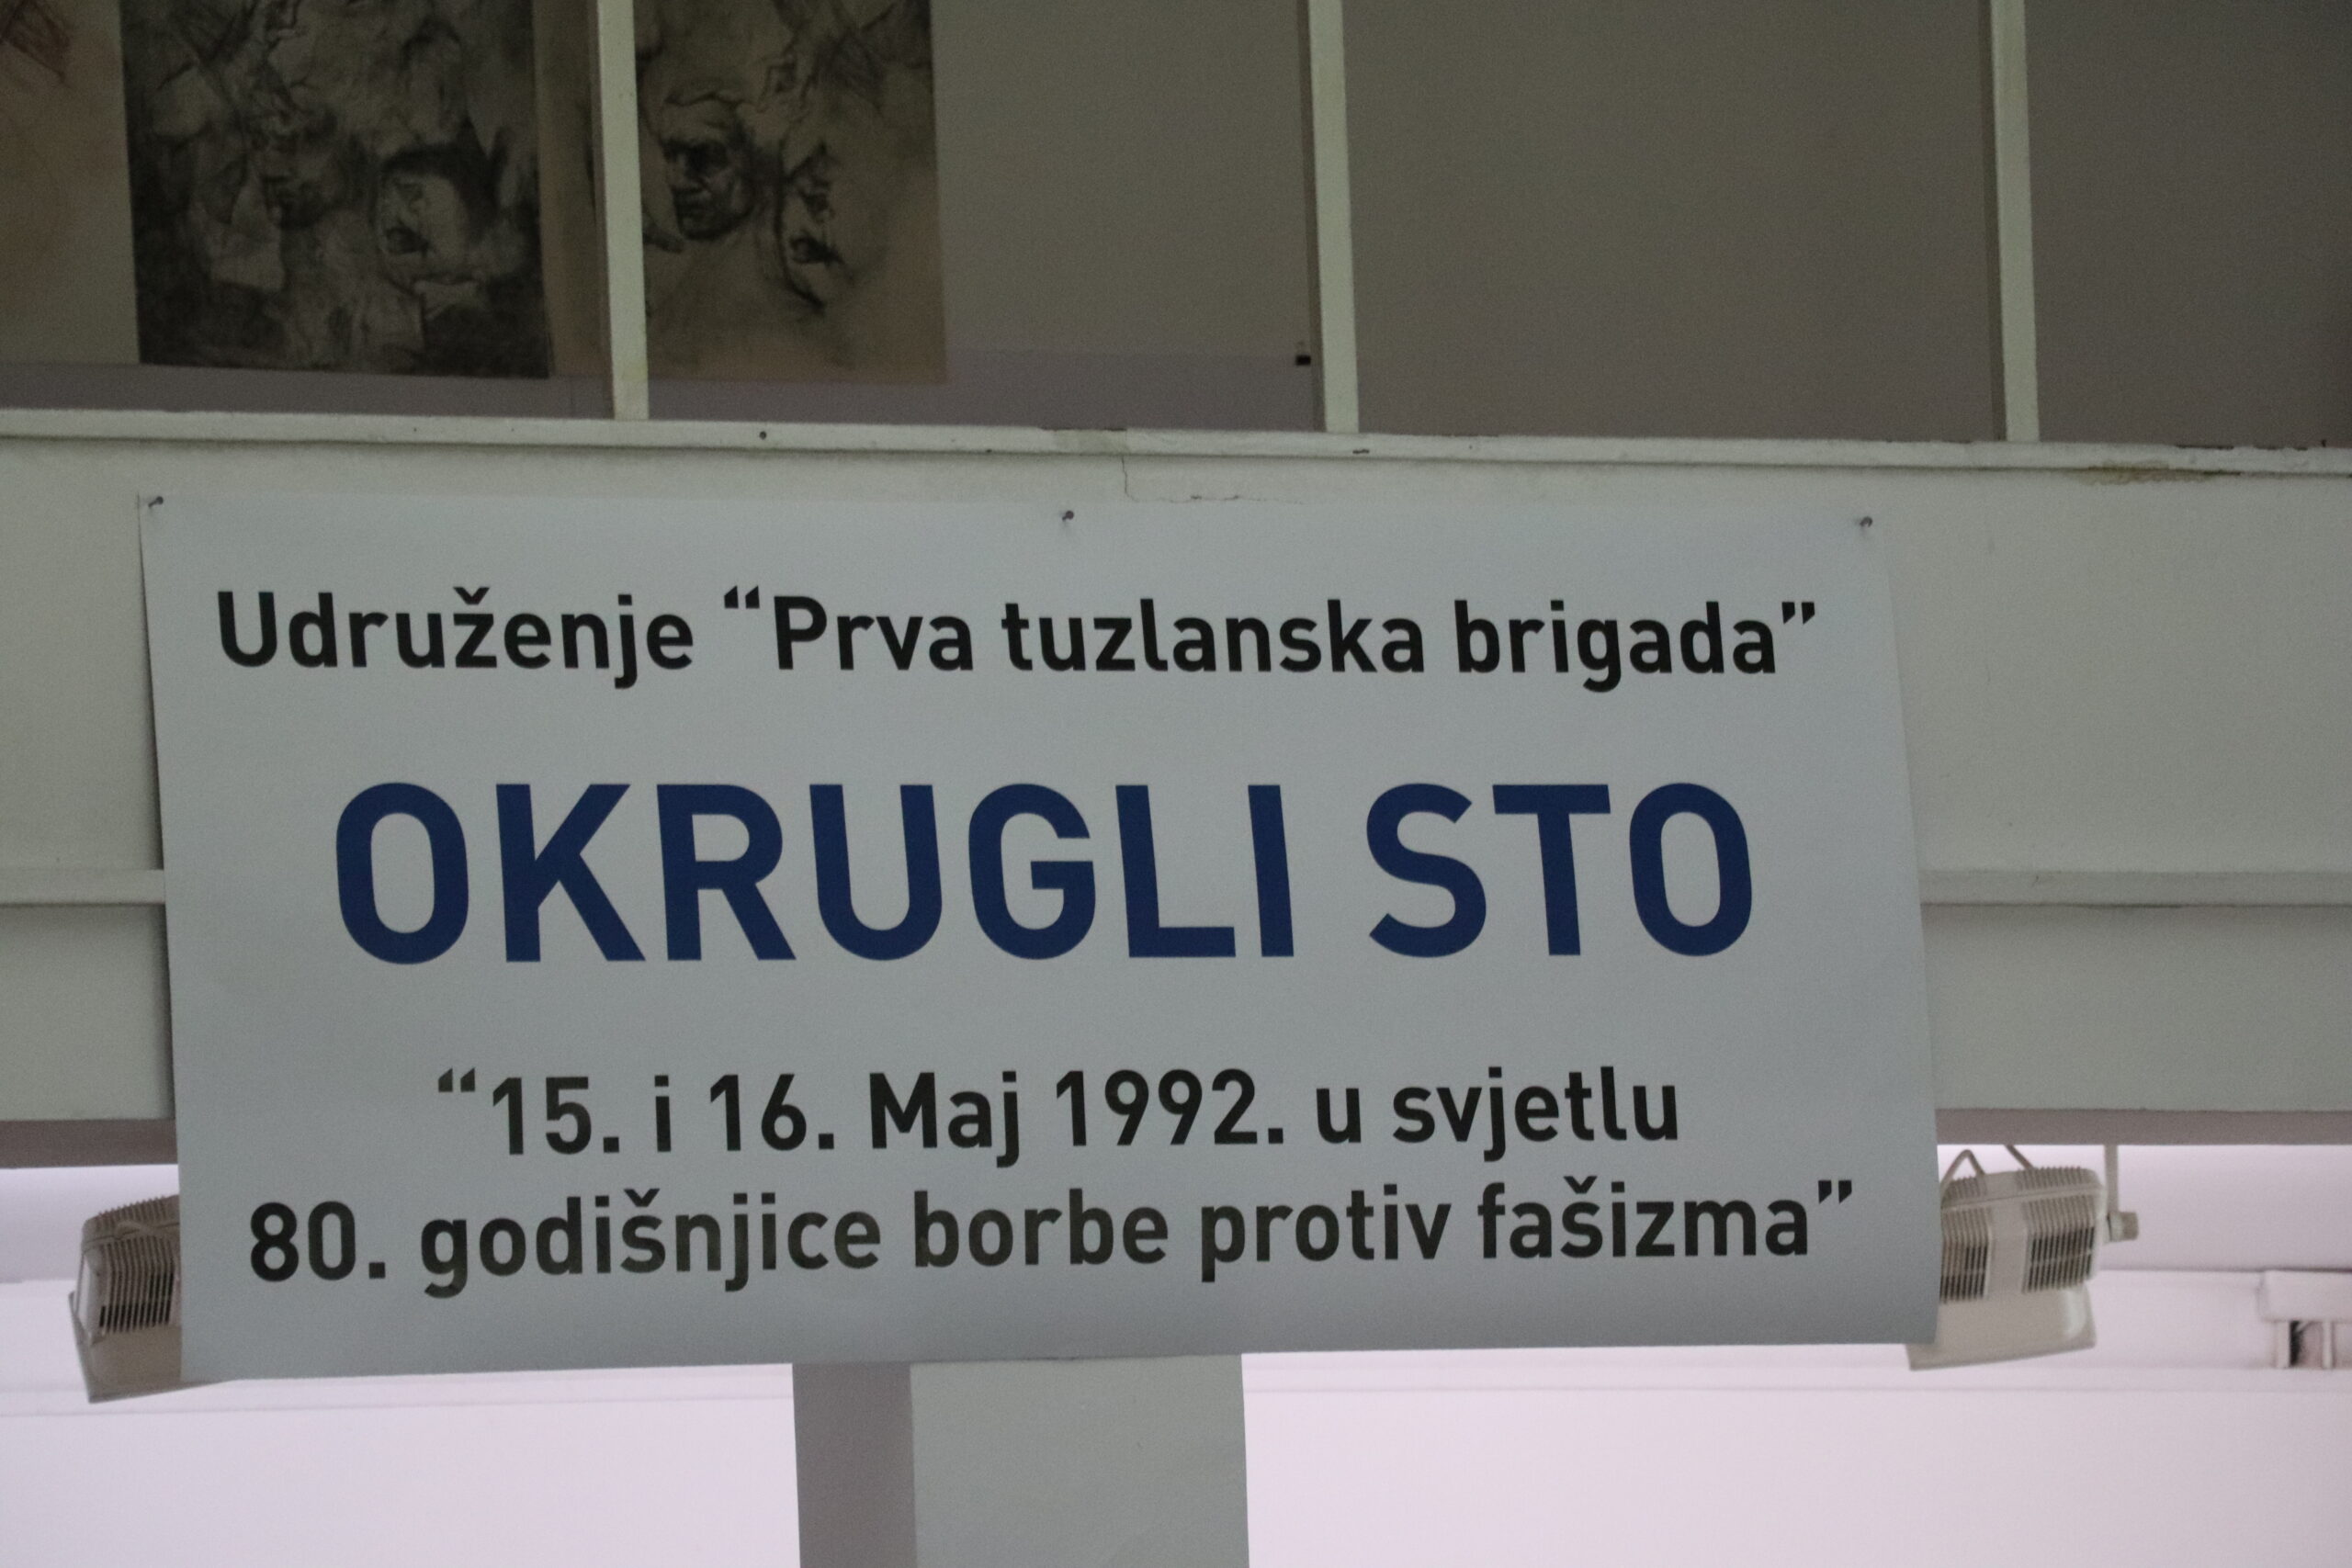 Udruženje “Prva tuzlanska brigada”
OKRUGLI STO
“15. i 16. Maj 1992. u svjetlu
80. godišnjice borbe protiv fašizma”